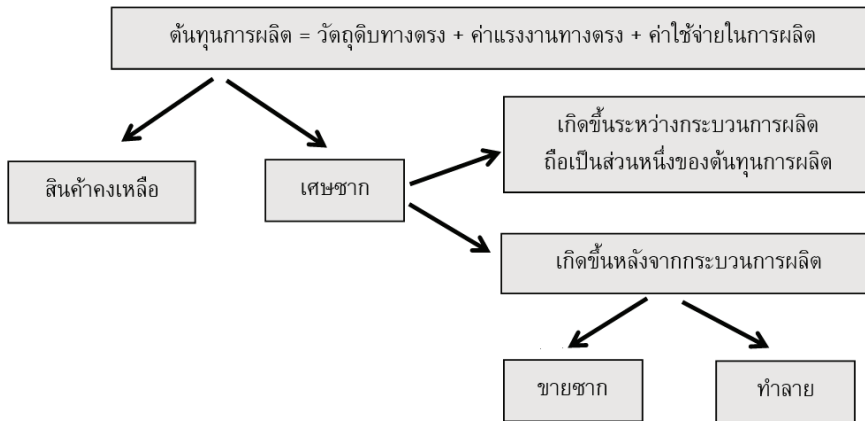 ต้นทุนการผลิต = วัตถุดิบทางตรง + ค่าแรงงานทางตรง + ค่าใช้จ่ายในการผลิต
สินค้าคงเหลือ
เศษซาก
เกิดขึ้นระหว่างกระบวนการผลิต
ถือเป็นส่วนหนึ่งของต้นทุนการผลิต
เกิดขึ้นหลังจากกระบวนการผลิต
ขายซาก
ทำลาย